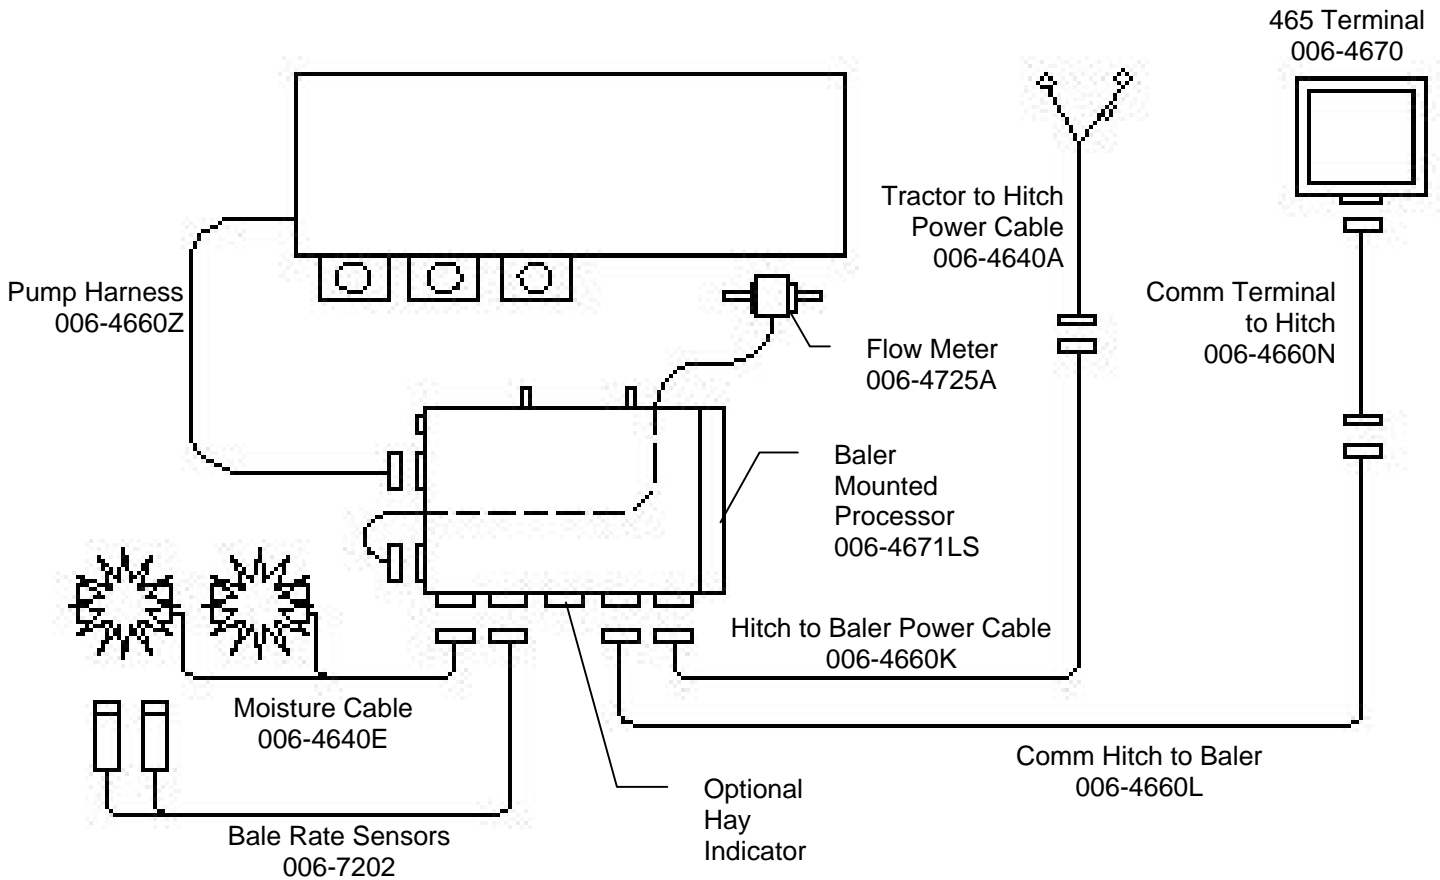 465 Terminal
006-4670
Tractor to Hitch
Power Cable
006-4640A
Pump Harness
006-4660Z
Comm Terminal
to Hitch
006-4660N
Flow Meter
006-4725A
Baler
Mounted
Processor
006-4671LS
Hitch to Baler Power Cable
006-4660K
Moisture Cable
006-4640E
Comm Hitch to Baler
006-4660L
Optional
Hay
Indicator
Bale Rate Sensors
006-7202